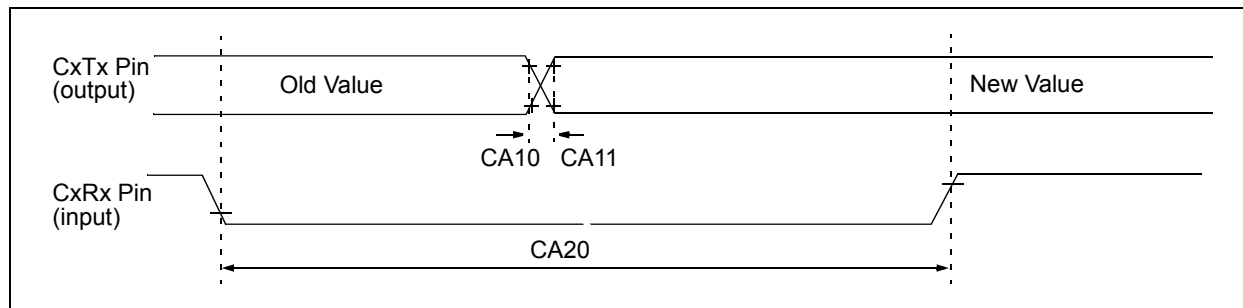 CxTx Pin
(output)
Old Value
New Value
CA10 CA11
CxRx Pin
(input)
CA20